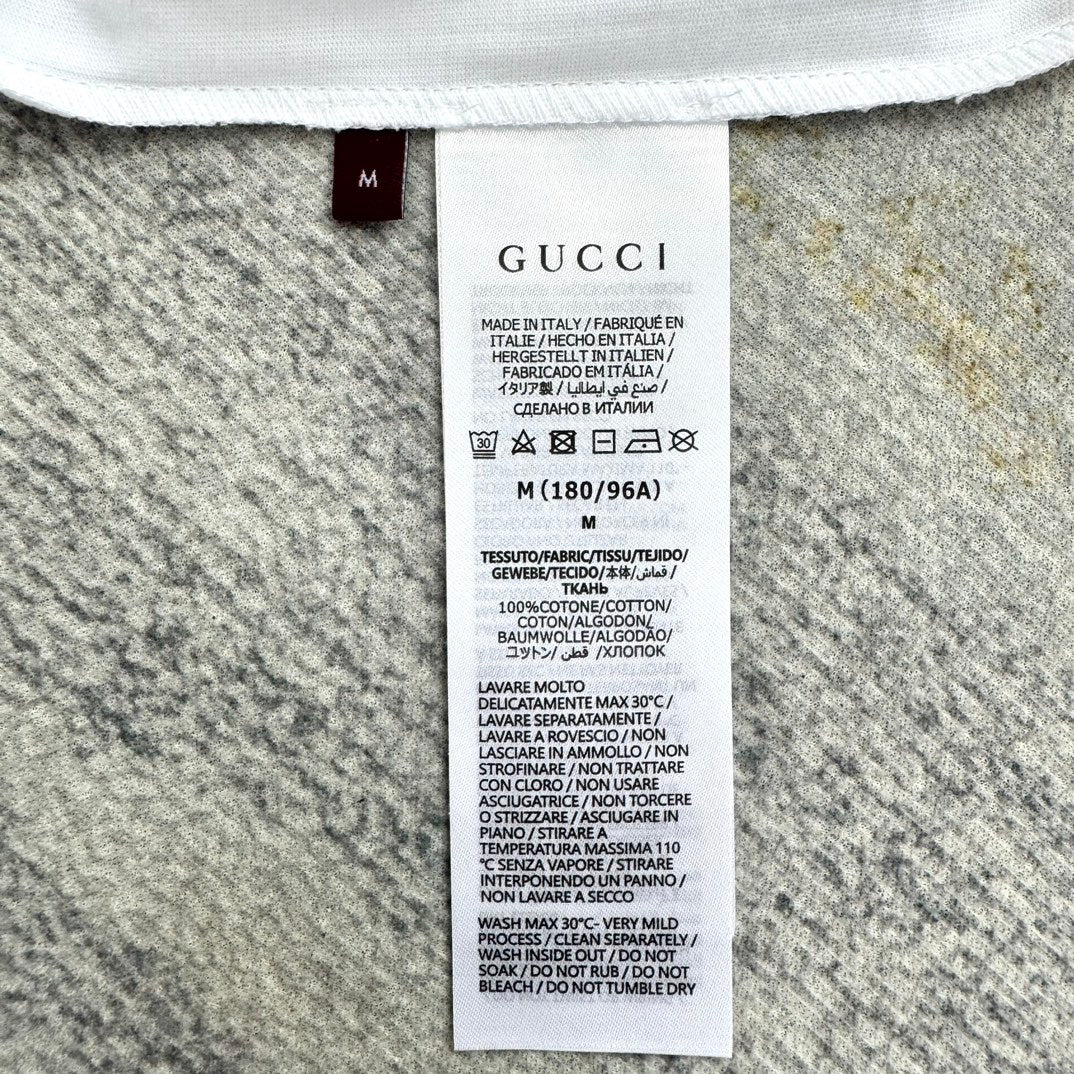 M
GUCCI
MADE IN ITALY / FABRIQUÉ EN
ITALIE / HECHO EN ITALIA /
HERGESTELLT IN ITALIEN /
FABRICADO EM ITÁLIA /
イタリア製 / صنع في ايطاليا /
СДЕЛАНО В ИТАЛИИ
30
M (180/96A)
M
TESSUTO/FABRIC/TISSU/TEJIDO/
GEWEBE/TECIDO/本体/قماش /
ТКАНЬ
100%COTONE/COTTON/
COTON/ALGODON/
BAUMWOLLE/ALGODÃO/
コットン/ قطن /ХЛОПОК
LAVARE MOLTO
DELICATAMENTE MAX 30°C /
LAVARE SEPARATAMENTE /
LAVARE A ROVESCIO / NON
LASCIARE IN AMMOLLO / NON
STROFINARE / NON TRATTARE
CON CLORO / NON USARE
ASCIUGATRICE / NON TORCERE
O STRIZZARE / ASCIUGARE IN
PIANO / STIRARE A
TEMPERATURA MASSIMA 110
°C SENZA VAPORE / STIRARE
INTERPONENDO UN PANNO /
NON LAVARE A SECCO
WASH MAX 30°C- VERY MILD
PROCESS / CLEAN SEPARATELY /
WASH INSIDE OUT / DO NOT
SOAK / DO NOT RUB / DO NOT
BLEACH / DO NOT TUMBLE DRY